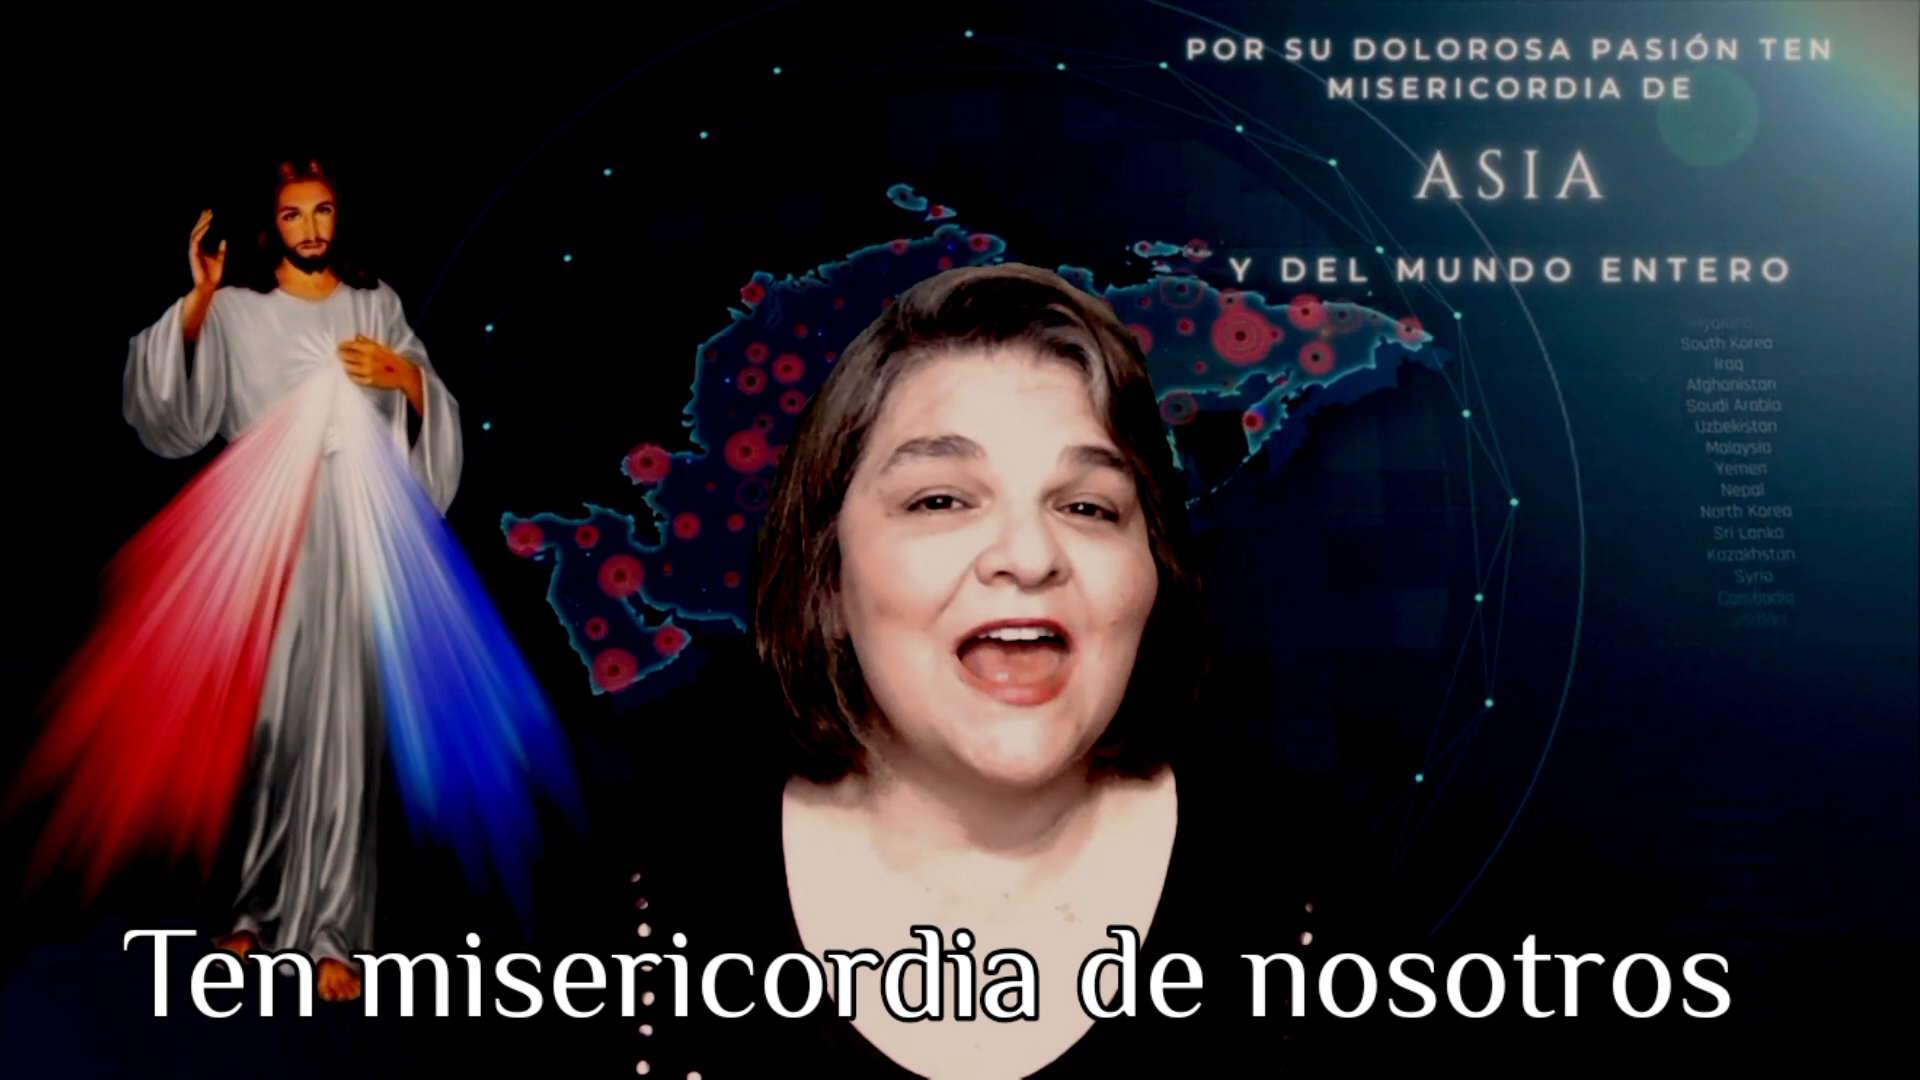 POR SU DOLOROSA PASIÓN TEN
MISERICORDIA DE
ASIA
Y DEL MUNDO ENTERO
South Korea
Iraq
Afghanistan
Saudi Arabia
Uzbekistan
Malaysia
Yemen
Nepal
North Korea
Sri Lanka
Kazakhstan
Syria
Cambodia
Ten misericordia de nosotros